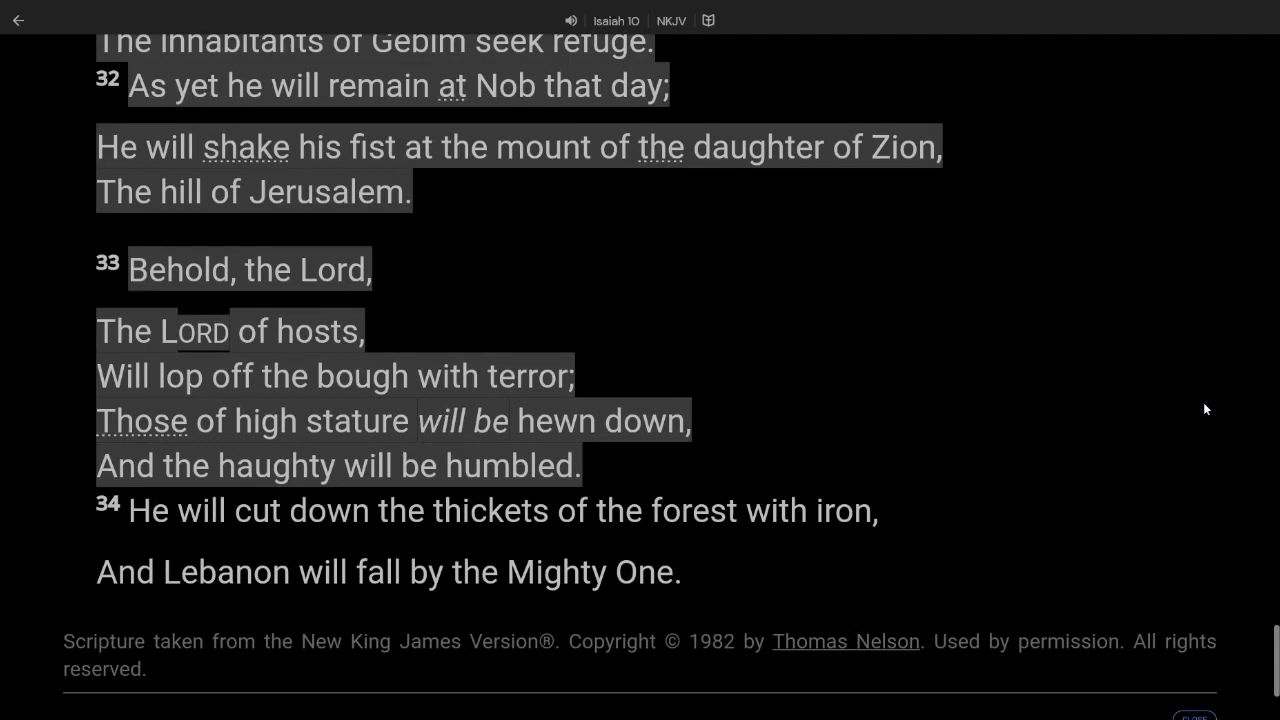 Isaiah 10 NKJV
The inhabitants of Gebim seek refuge.
32 As yet he will remain at Nob that day;
He will shake his fist at the mount of the daughter of Zion,
The hill of Jerusalem.
33 Behold, the Lord,
The LORD of hosts,
Will lop off the bough with terror;
Those of high stature will be hewn down,
And the haughty will be humbled.
34 He will cut down the thickets of the forest with iron,
And Lebanon will fall by the Mighty One.
Scripture taken from the New King James Version®. Copyright © 1982 by Thomas Nelson. Used by permission. All rights
reserved.
CLOSE